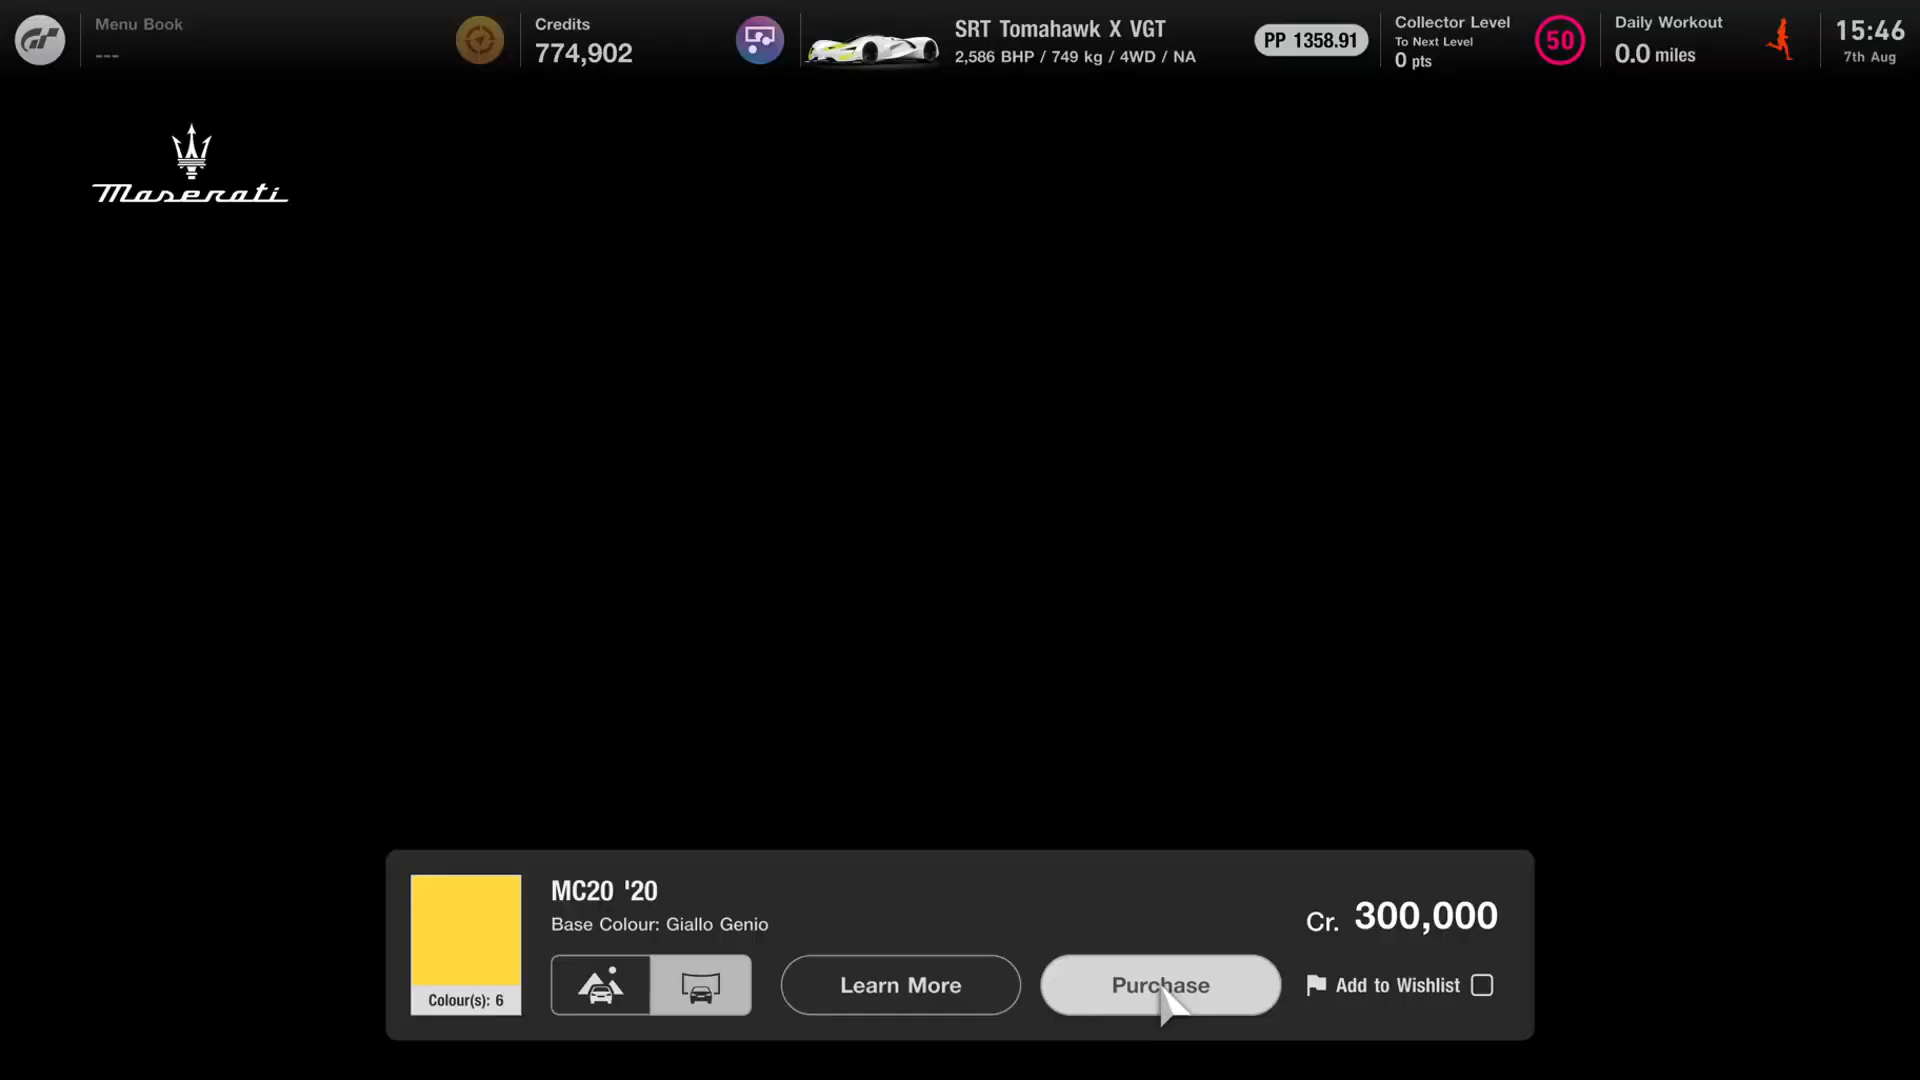 Menu Book
---
Credits
774,902
SRT Tomahawk X VGT
2,586 BHP / 749 kg / 4WD / NA
PP 1358.91
Collector Level
To Next Level
0 pts
50
Daily Workout
0.0 miles
15:46
7th Aug
Maserati
MC20 '20
Base Colour: Giallo Genio
Cr. 300,000
Colour(s): 6
Learn More
Purchase
Add to Wishlist